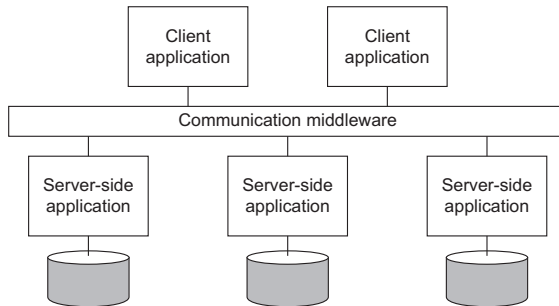 Client
application
Client
application
Communication middleware
Server-side
application
Server-side
application
Server-side
application